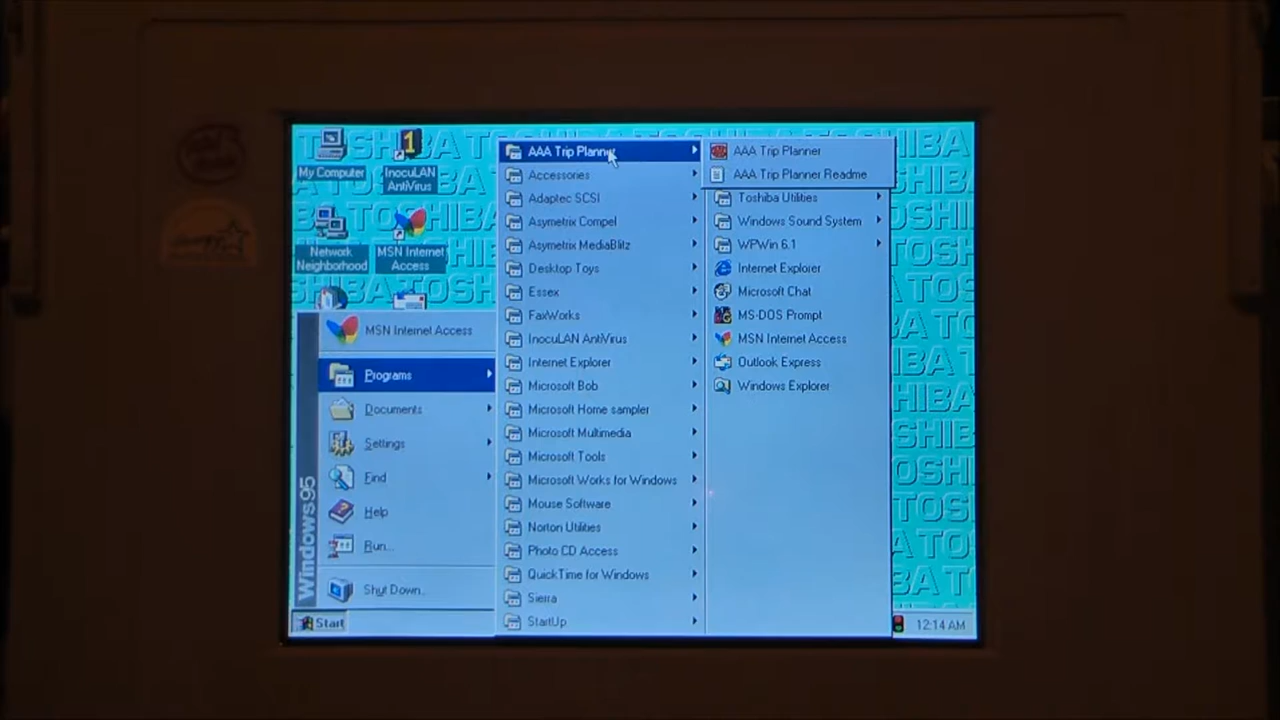 TOSHIBA TOSHIBA
My Computer
InocuLAN
AntiVirus
Network
Neighborhood
MSN Internet
Access
MSN Internet Access
Programs
Documents
Settings
Find
Help
Run...
Shut Down...
Windows95
Start
AAA Trip Planner
Accessories
Adaptec SCSI
Asymetrix Compel
Asymetrix MediaBlitz
Desktop Toys
Essex
FaxWorks
InocuLAN AntiVirus
Internet Explorer
Microsoft Bob
Microsoft Home sampler
Microsoft Multimedia
Microsoft Tools
Microsoft Works for Windows
Mouse Software
Norton Utilities
Photo CD Access
QuickTime for Windows
Sierra
StartUp
AAA Trip Planner
AAA Trip Planner Readme
Toshiba Utilities
Windows Sound System
WPWin 6.1
Internet Explorer
Microsoft Chat
MS-DOS Prompt
MSN Internet Access
Outlook Express
Windows Explorer
12:14 AM